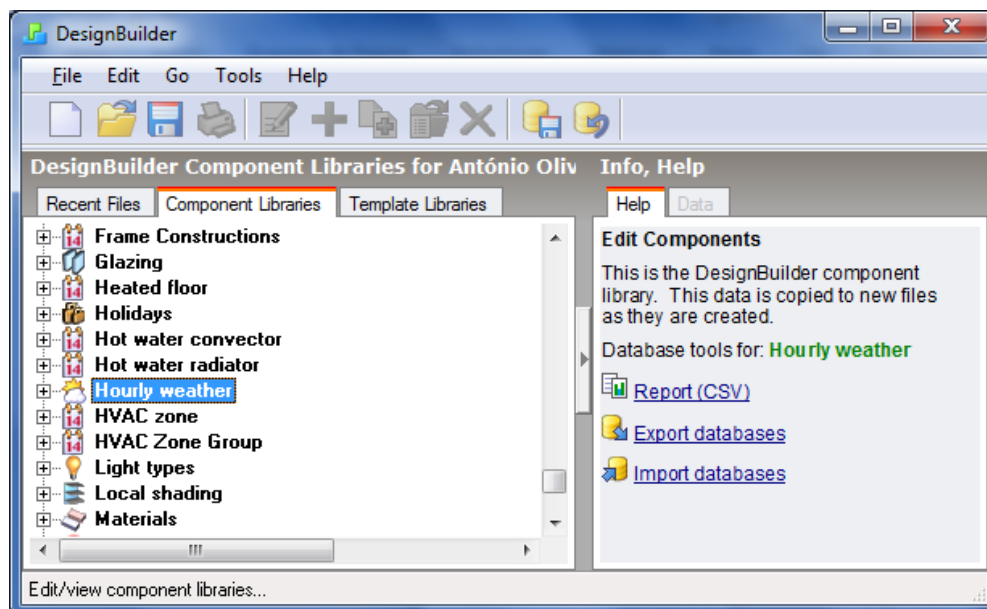 DesignBuilder
File Edit Go Tools Help
DesignBuilder Component Libraries for António Oliv
Info, Help
Recent Files Component Libraries Template Libraries
Help Data
Frame Constructions
Glazing
Heated floor
Holidays
Hot water convector
Hot water radiator
Hourly weather
HVAC zone
HVAC Zone Group
Light types
Local shading
Materials
Edit Components
This is the DesignBuilder component
library. This data is copied to new files
as they are created.
Database tools for: Hourly weather
Report (CSV)
Export databases
Import databases
Edit/view component libraries...